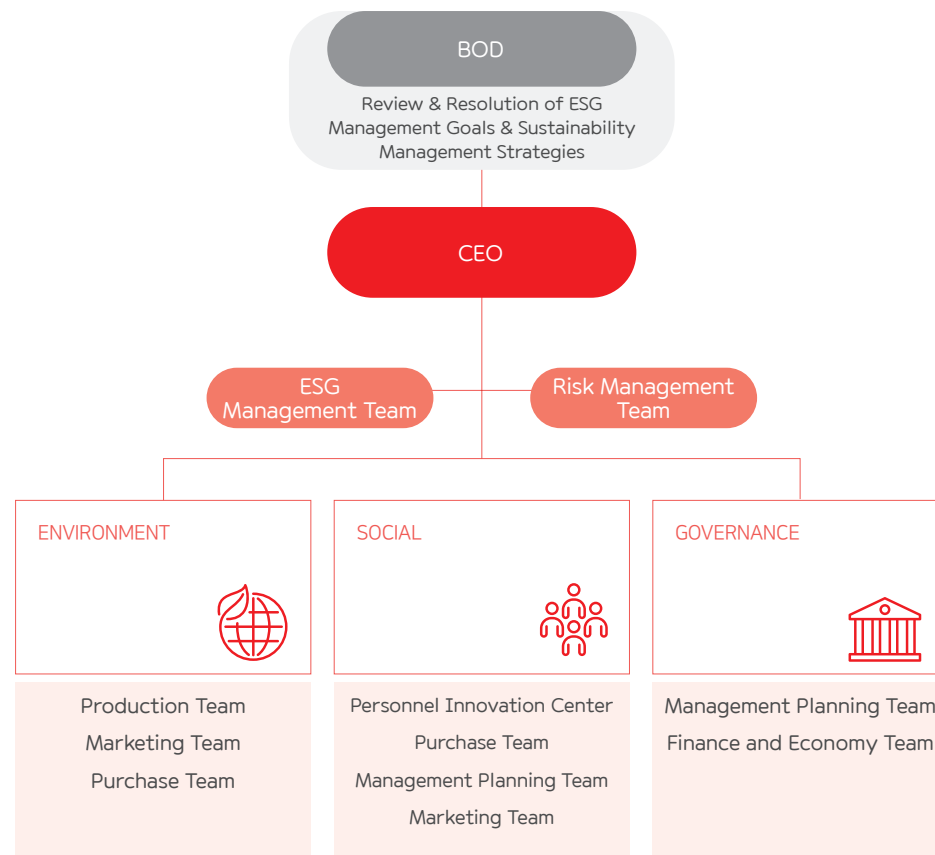 BOD
Review & Resolution of ESG
Management Goals & Sustainability
Management Strategies
CEO
ESG
Management Team
Risk Management
Team
ENVIRONMENT
Production Team
Marketing Team
Purchase Team
SOCIAL
Personnel Innovation Center
Purchase Team
Management Planning Team
Marketing Team
GOVERNANCE
Management Planning Team
Finance and Economy Team